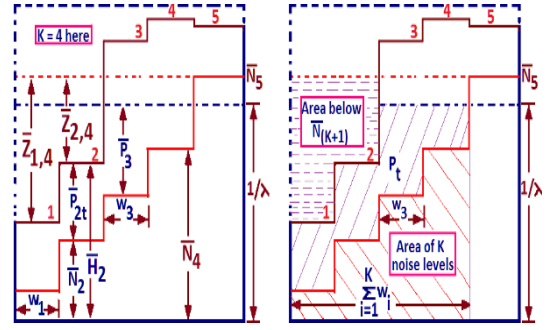 K = 4 here
1
2
3
4
5
N̅₅
Z̅₁,₄
Z̅₂,₄
P̅₃
P̅₂ₜ
w₃
1/λ
N̅₂
H̅₂
N̅₄
w₁
3
4
5
N̅₅
Area below
N̅₍K₊₁₎
2
1
Pₜ
w₃
1/λ
Area of K
noise levels
K
∑wᵢ
i=1